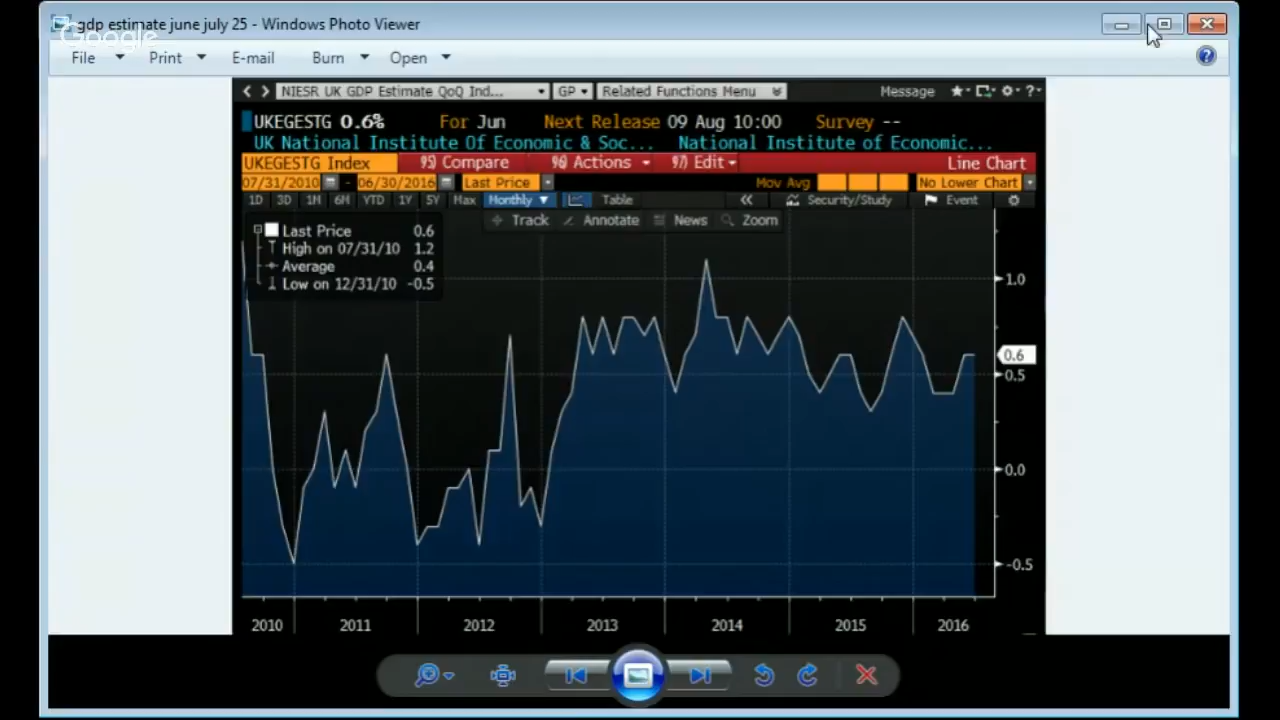 gdp estimate june july 25 - Windows Photo Viewer
Google
File Print E-mail Burn Open
NIESR UK GDP Estimate QoQ Ind... GP Related Functions Menu Message
UKEGESTG 0.6% For Jun Next Release 09 Aug 10:00 Survey --
UK National Institute Of Economic & Soc... National Institute of Economic...
UKEGESTG Index 95) Compare 96) Actions 97) Edit Line Chart
07/31/2010 - 06/30/2016 Last Price Mov Avg No Lower Chart
1D 3D 1M 6M YTD 1Y 5Y Max Monthly ▼ Table « Security/Study Event
Track Annotate News Zoom
Last Price 0.6
High on 07/31/10 1.2
Average 0.4
Low on 12/31/10 -0.5
1.0
0.6
0.5
0.0
-0.5
2010 2011 2012 2013 2014 2015 2016